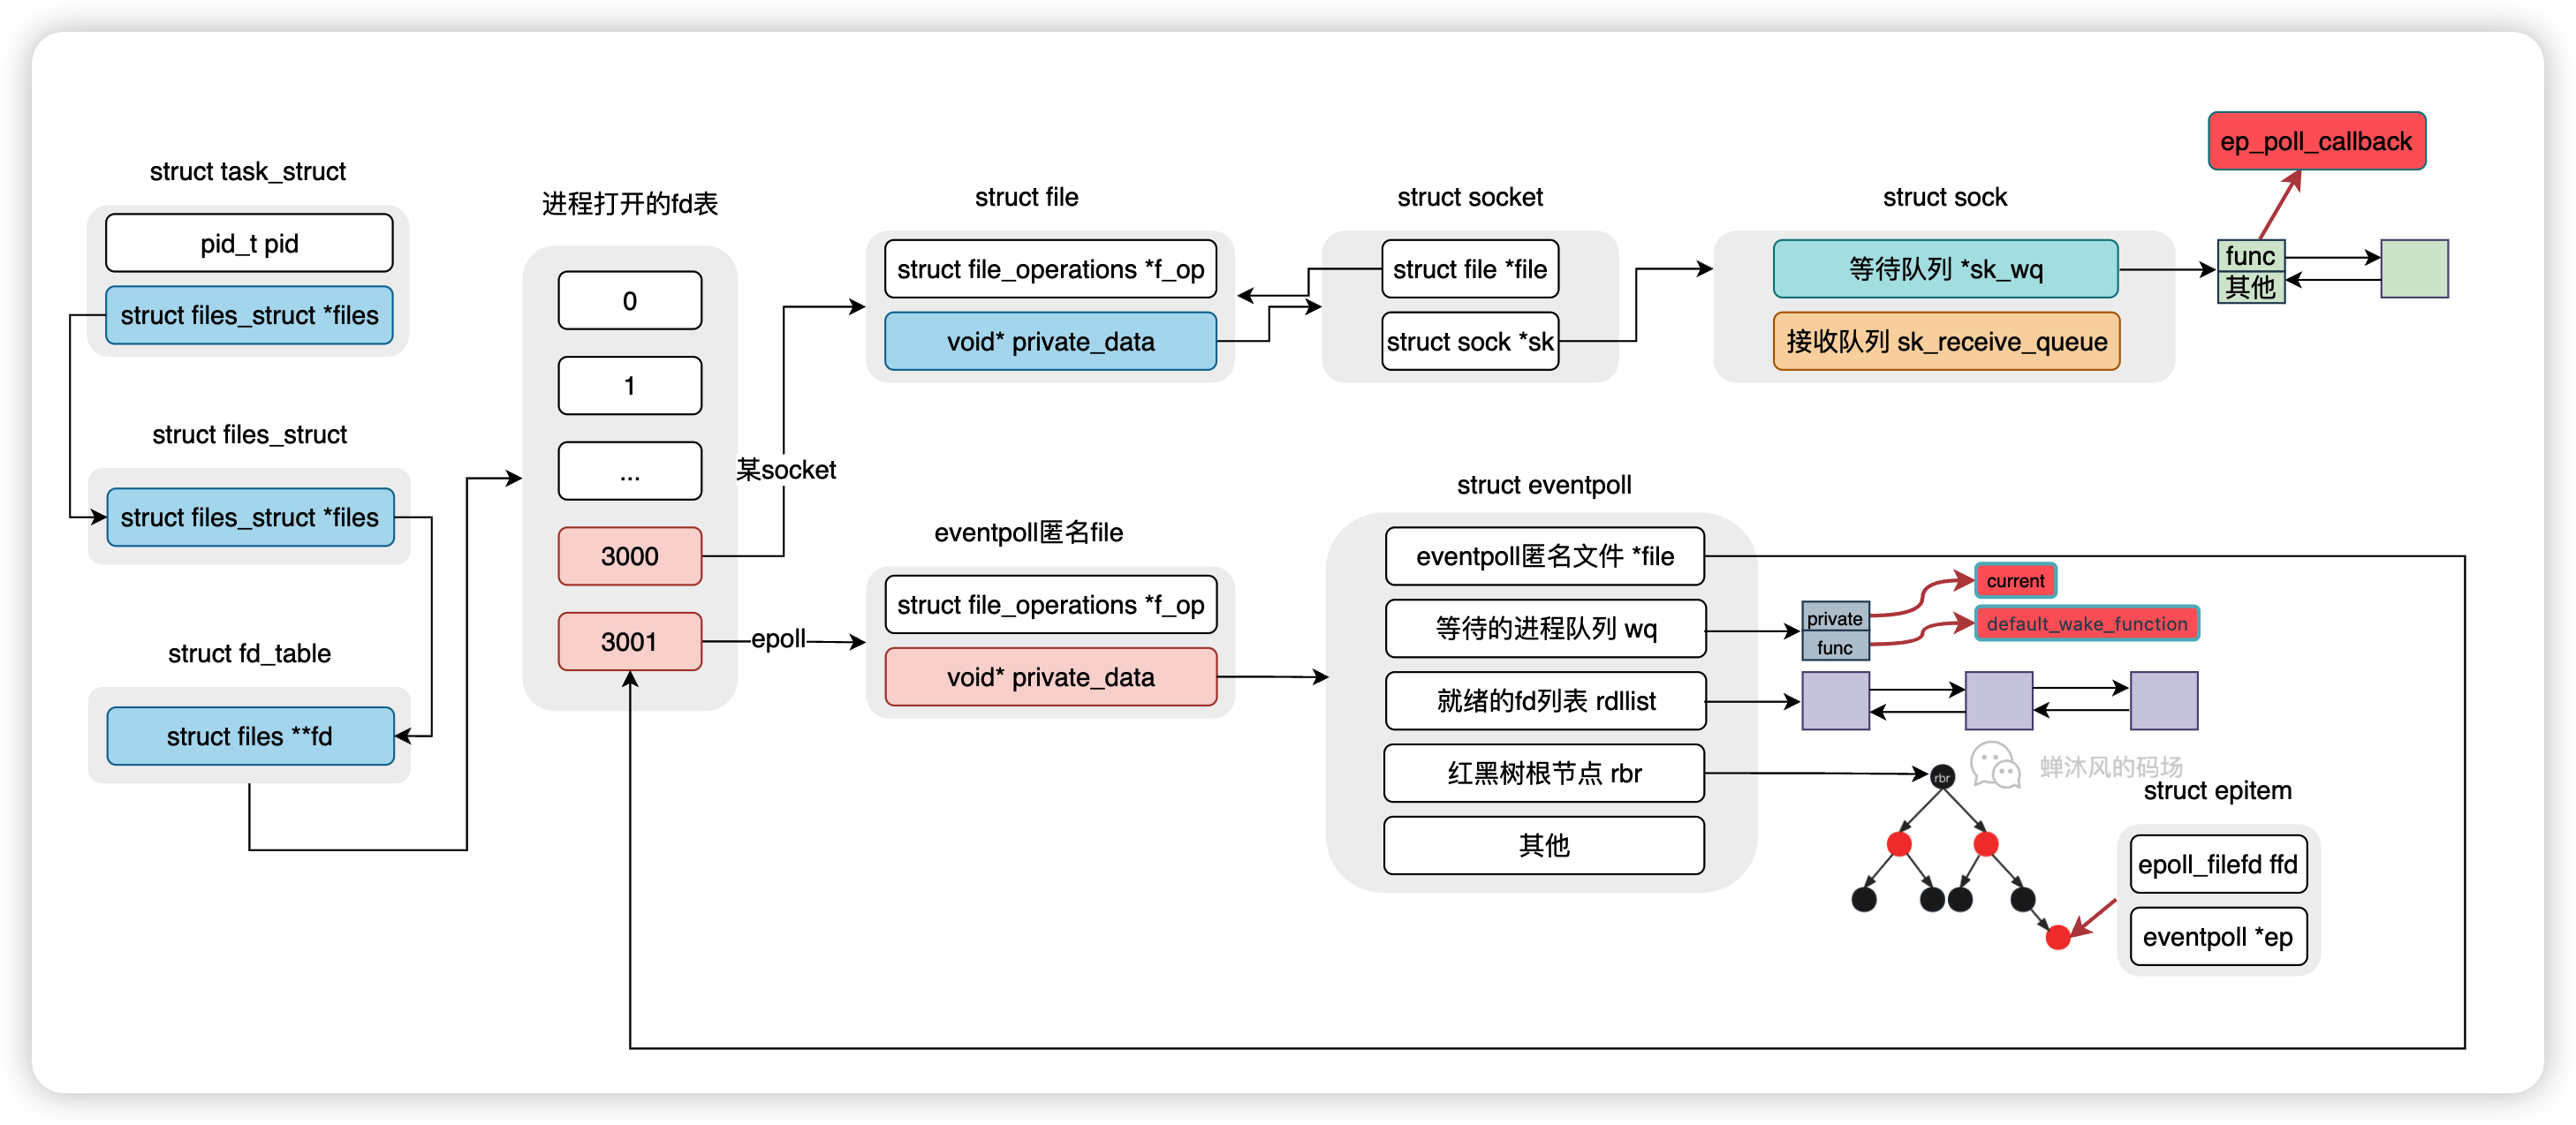 struct task_struct
pid_t pid
struct files_struct *files
struct files_struct
struct files_struct *files
struct fd_table
struct files **fd
进程打开的fd表
0
1
...
3000
3001
某socket
epoll
struct file
struct file_operations *f_op
void* private_data
struct socket
struct file *file
struct sock *sk
struct sock
等待队列 *sk_wq
接收队列 sk_receive_queue
ep_poll_callback
func
其他
eventpoll匿名file
struct file_operations *f_op
void* private_data
struct eventpoll
eventpoll匿名文件 *file
等待的进程队列 wq
就绪的fd列表 rdllist
红黑树根节点 rbr
其他
private
func
current
default_wake_function
rbr
蝉沐风的码场
struct epitem
epoll_filefd ffd
eventpoll *ep